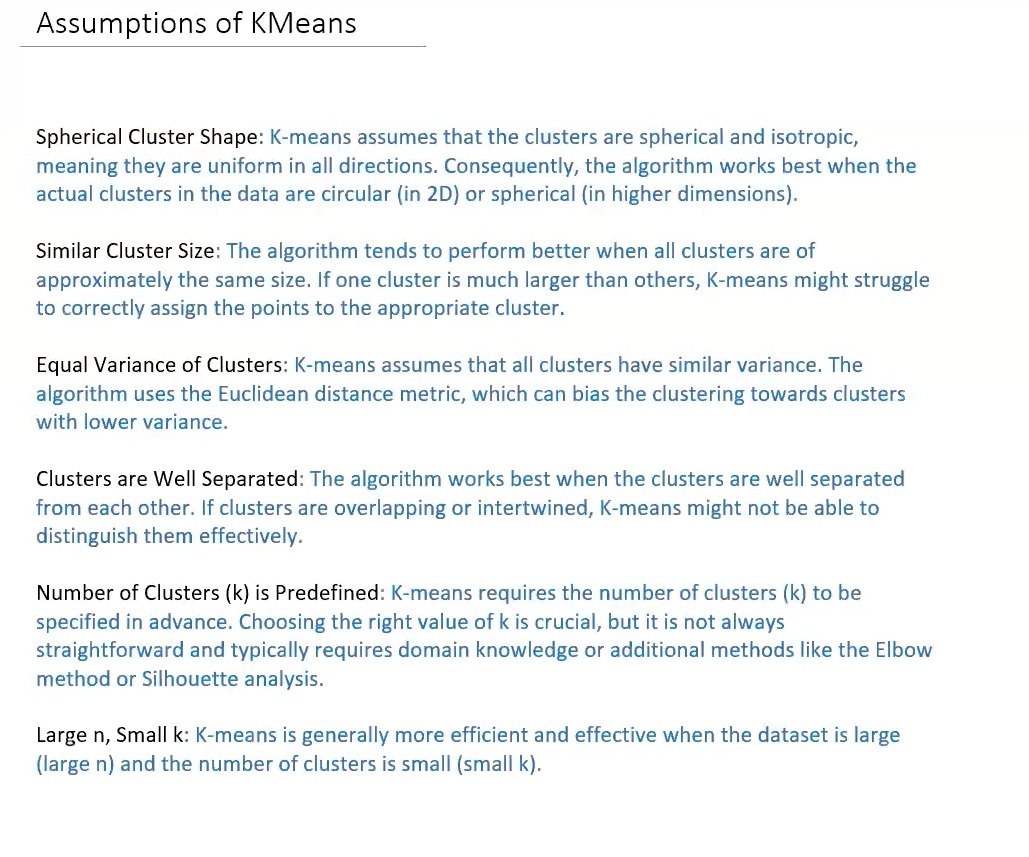 Assumptions of KMeans
Spherical Cluster Shape: K-means assumes that the clusters are spherical and isotropic,
meaning they are uniform in all directions. Consequently, the algorithm works best when the
actual clusters in the data are circular (in 2D) or spherical (in higher dimensions).
Similar Cluster Size: The algorithm tends to perform better when all clusters are of
approximately the same size. If one cluster is much larger than others, K-means might struggle
to correctly assign the points to the appropriate cluster.
Equal Variance of Clusters: K-means assumes that all clusters have similar variance. The
algorithm uses the Euclidean distance metric, which can bias the clustering towards clusters
with lower variance.
Clusters are Well Separated: The algorithm works best when the clusters are well separated
from each other. If clusters are overlapping or intertwined, K-means might not be able to
distinguish them effectively.
Number of Clusters (k) is Predefined: K-means requires the number of clusters (k) to be
specified in advance. Choosing the right value of k is crucial, but it is not always
straightforward and typically requires domain knowledge or additional methods like the Elbow
method or Silhouette analysis.
Large n, Small k: K-means is generally more efficient and effective when the dataset is large
(large n) and the number of clusters is small (small k).